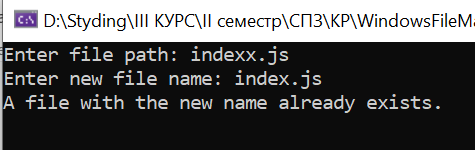 D:\Styding\III КУРС\II семестр\СПЗ\КР\WindowsFileMa
Enter file path: indexx.js
Enter new file name: index.js
A file with the new name already exists.